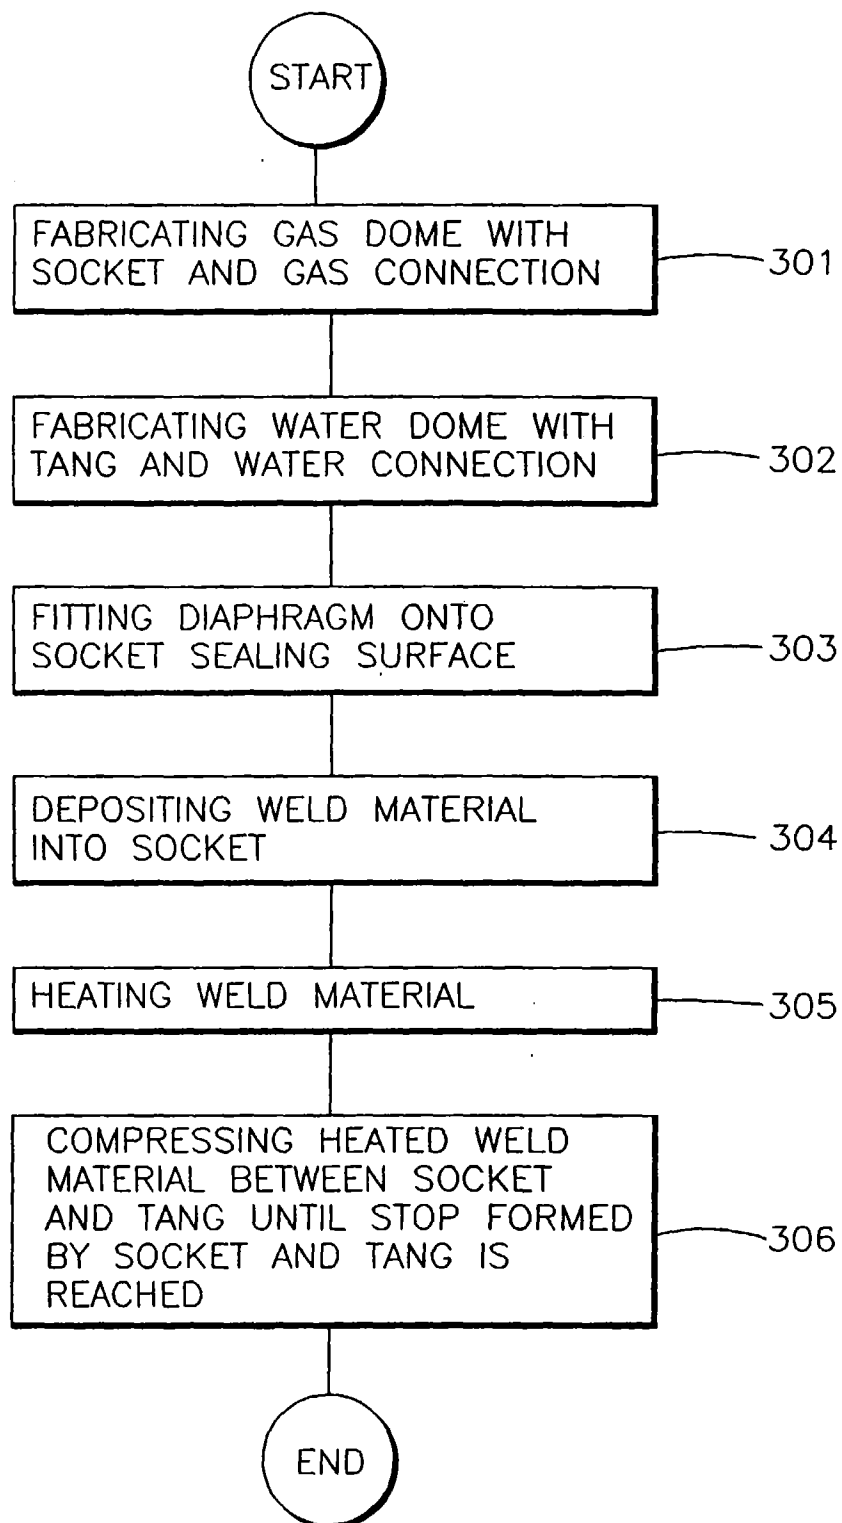 START
FABRICATING GAS DOME WITH
SOCKET AND GAS CONNECTION
301
FABRICATING WATER DOME WITH
TANG AND WATER CONNECTION
302
FITTING DIAPHRAGM ONTO
SOCKET SEALING SURFACE
303
DEPOSITING WELD MATERIAL
INTO SOCKET
304
HEATING WELD MATERIAL
305
COMPRESSING HEATED WELD
MATERIAL BETWEEN SOCKET
AND TANG UNTIL STOP FORMED
BY SOCKET AND TANG IS
REACHED
306
END